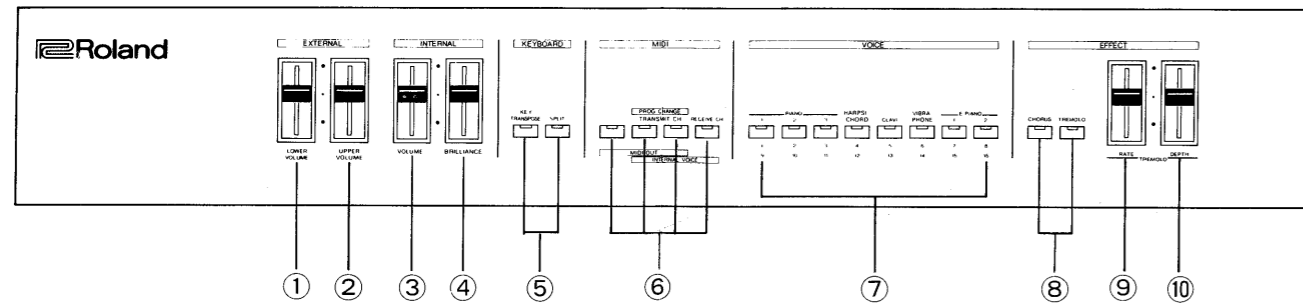 Roland
EXTERNAL
INTERNAL
KEYBOARD
MIDI
VOICE
EFFECT
LOWER
VOLUME
UPPER
VOLUME
VOLUME
BRILLIANCE
KEY
TRANSPOSE
SPLIT
PROG CHANGE
TRANSMIT CH
RECEIVE CH
MIDI OUT
INTERNAL VOICE
PIANO
1 2 3
HARPSI
CHORD
CLAVI
VIBRA
PHONE
E PIANO
1 2
1 2 3 4 5 6 7 8
9 10 11 12 13 14 15 16
CHORUS
TREMOLO
RATE
TREMOLO
DEPTH
① ② ③ ④ ⑤ ⑥ ⑦ ⑧ ⑨ ⑩